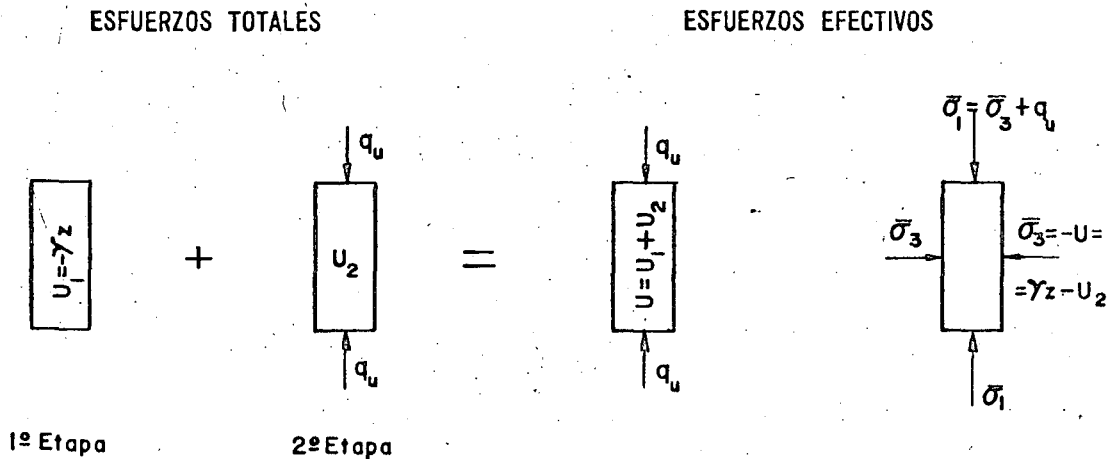 ESFUERZOS TOTALES
ESFUERZOS EFECTIVOS
U₁=-γz
+
qᵤ
U₂
qᵤ
=
qᵤ
U=U₁+U₂
qᵤ
σ̅₁=σ̅₃+qᵤ
σ̅₃
σ̅₃=-U=
=γz-U₂
σ̅₁
1º Etapa
2º Etapa